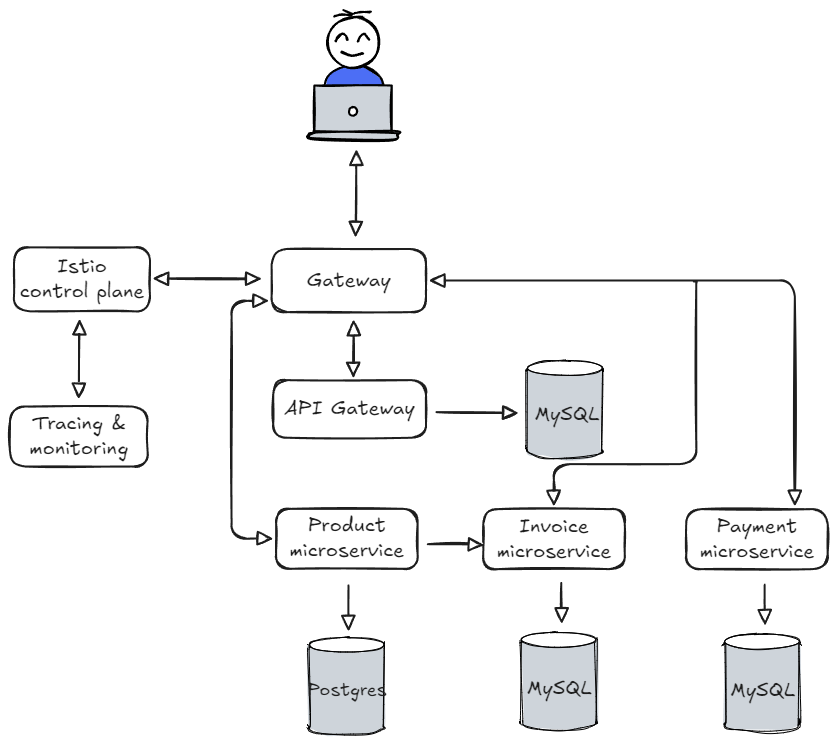 Istio
control plane
Gateway
Tracing &
monitoring
API Gateway
MySQL
Product
microservice
Invoice
microservice
Payment
microservice
Postgres
MySQL
MySQL